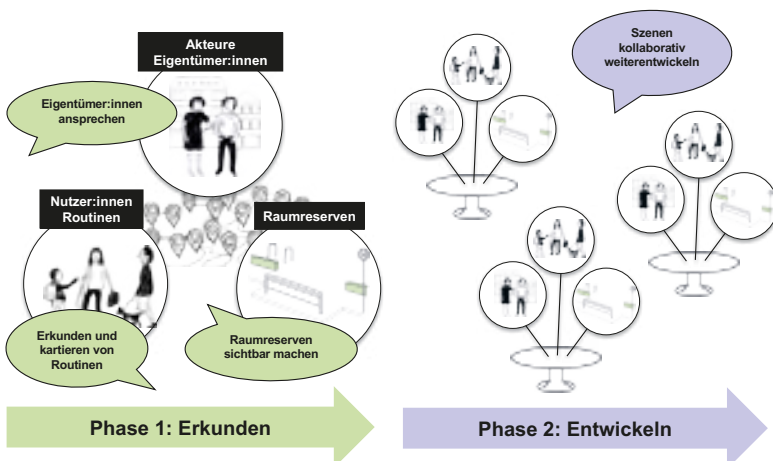 Akteure
Eigentümer:innen
Eigentümer:innen
ansprechen
Nutzer:innen
Routinen
Raumreserven
Erkunden und
kartieren von
Routinen
Raumreserven
sichtbar machen
Phase 1: Erkunden
Szenen
kollaborativ
weiterentwickeln
Phase 2: Entwickeln